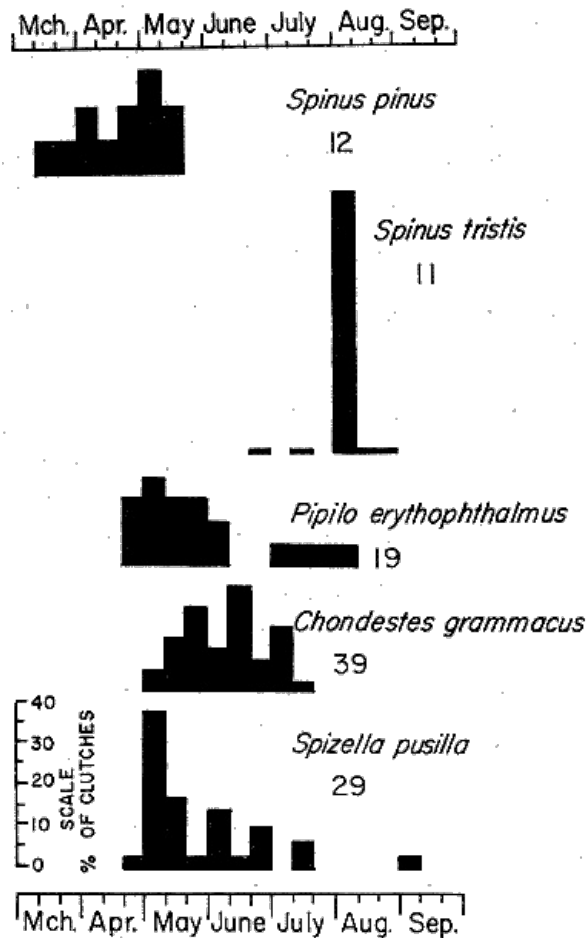 Mch. Apr. May June July Aug. Sep.
Spinus pinus
12
Spinus tristis
11
Pipilo erythophthalmus
19
Chondestes grammacus
39
Spizella pusilla
29
40
30
20
10
0
SCALE
% OF CLUTCHES
Mch. Apr. May June July Aug. Sep.